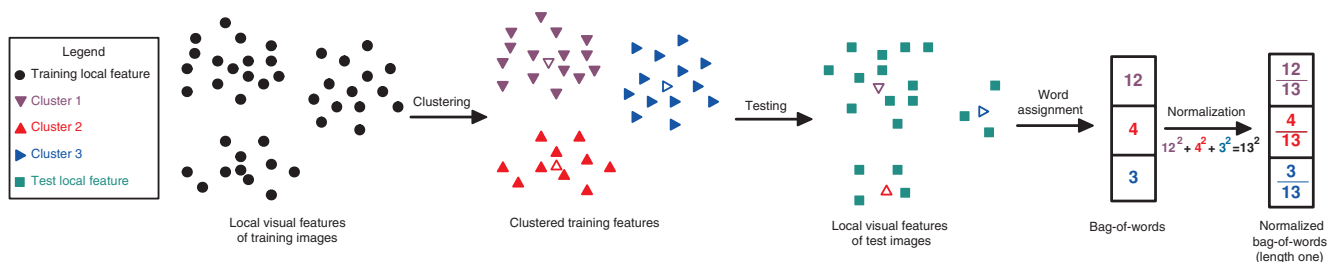 Legend
Training local feature
Cluster 1
Cluster 2
Cluster 3
Test local feature
Local visual features
of training images
Clustering
Clustered training features
Testing
Local visual features
of test images
Word
assignment
12
4
3
Bag-of-words
Normalization
12² + 4² + 3² =13²
12
13
4
13
3
13
Normalized
bag-of-words
(length one)